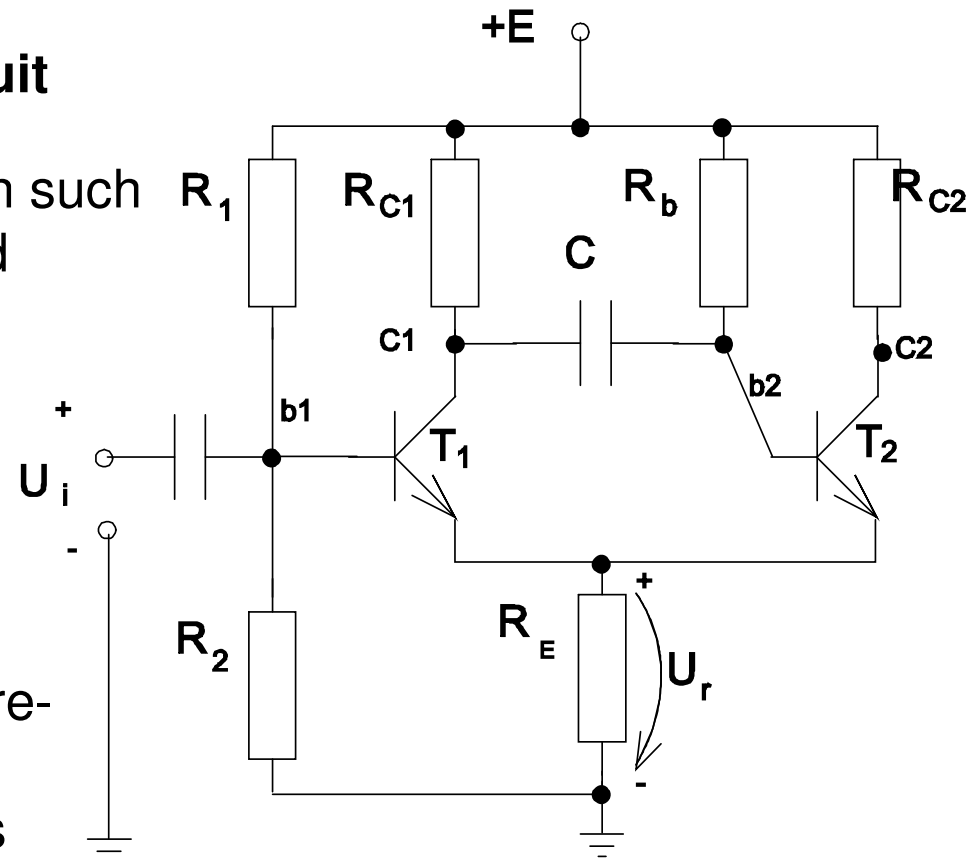 +E
uit
n such
d
R1
RC1
Rb
RC2
C
C1
C2
b2
+
b1
T1
T2
Ui
-
+
R2
RE
Ur
re-
-
s